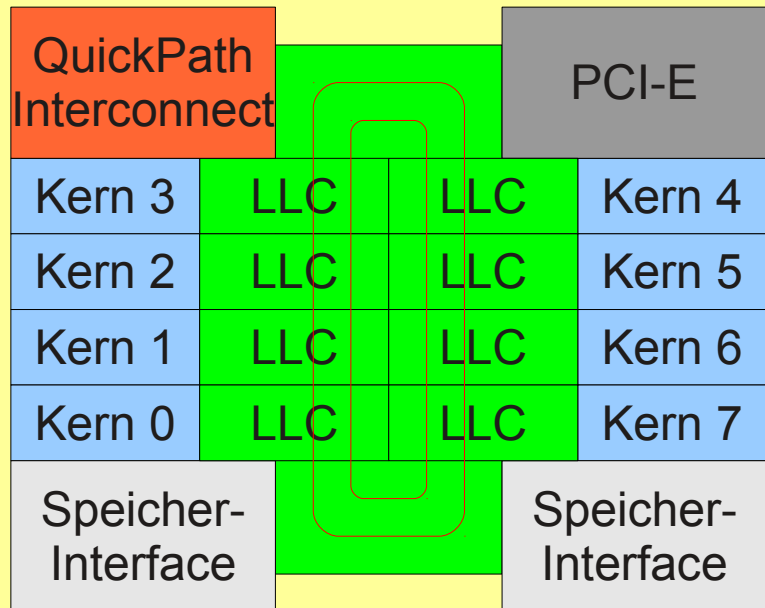 QuickPath
Interconnect
PCI-E
Kern 3 LLC LLC Kern 4
Kern 2 LLC LLC Kern 5
Kern 1 LLC LLC Kern 6
Kern 0 LLC LLC Kern 7
Speicher-
Interface
Speicher-
Interface